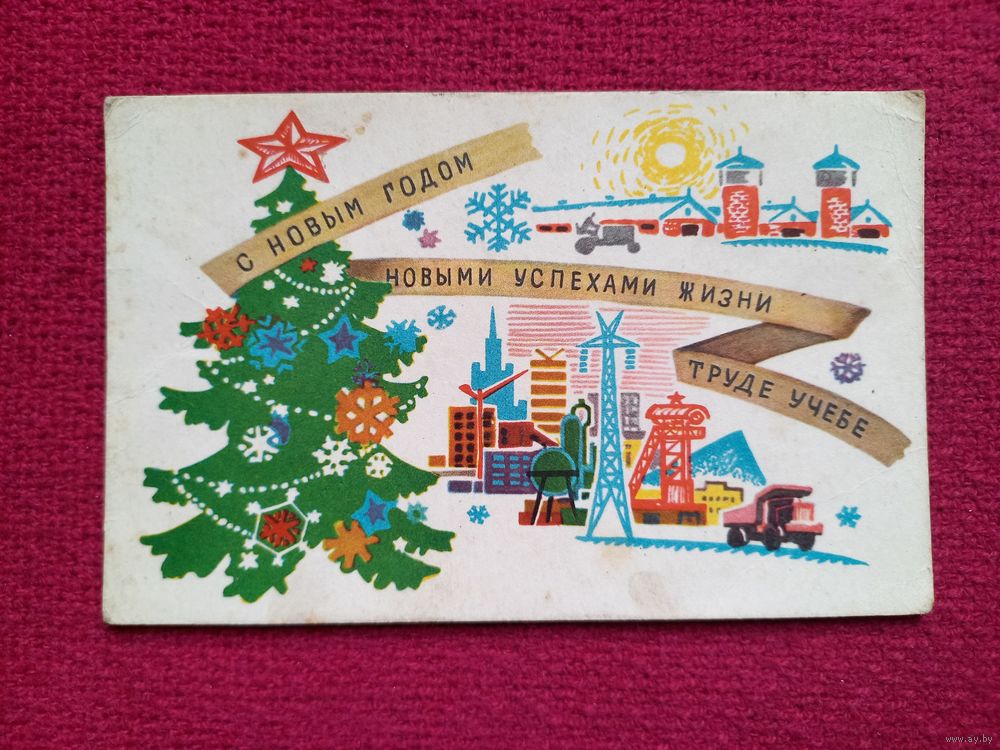 С НОВЫМ ГОДОМ
НОВЫМИ УСПЕХАМИ ЖИЗНИ
ТРУДЕ УЧЕБЕ
www.ay.by